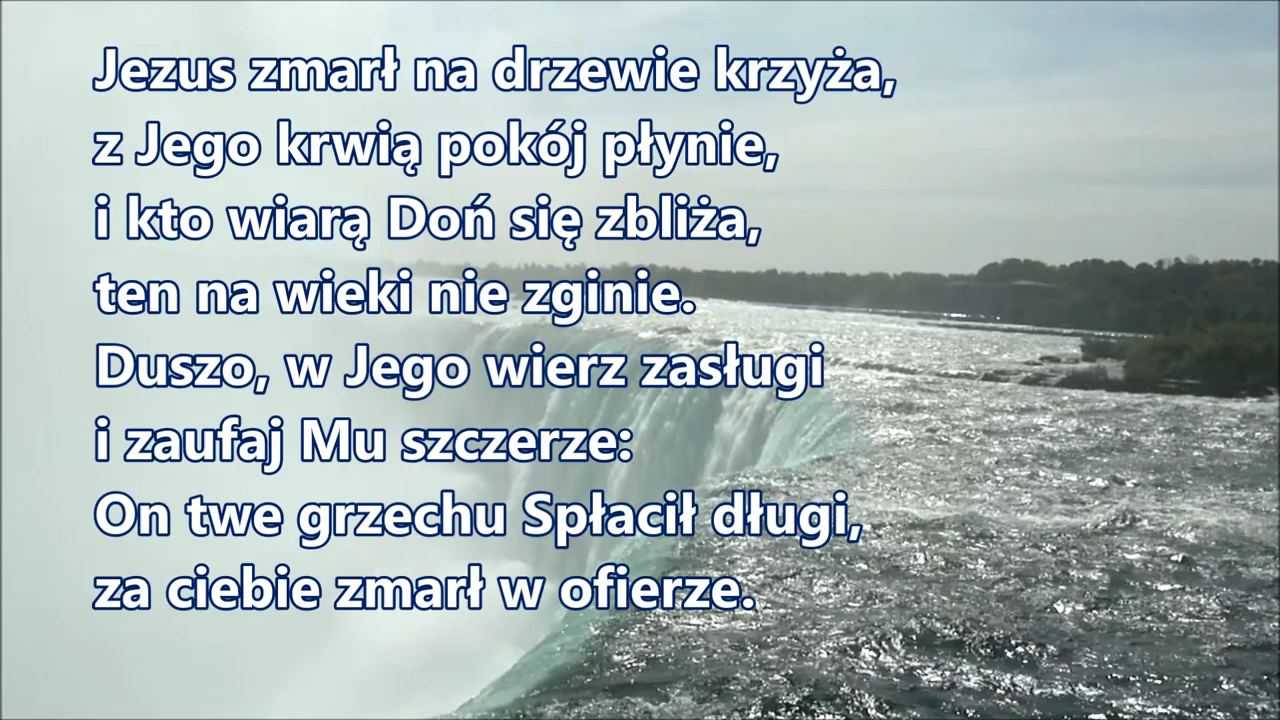 Jezus zmarł na drzewie krzyża,
z Jego krwią pokój płynie,
i kto wiarą Doń się zbliża,
ten na wieki nie zginie.
Duszo, w Jego wierz zasługi
i zaufaj Mu szczerze:
On twe grzechu Spłacił długi,
za ciebie zmarł w ofierze.